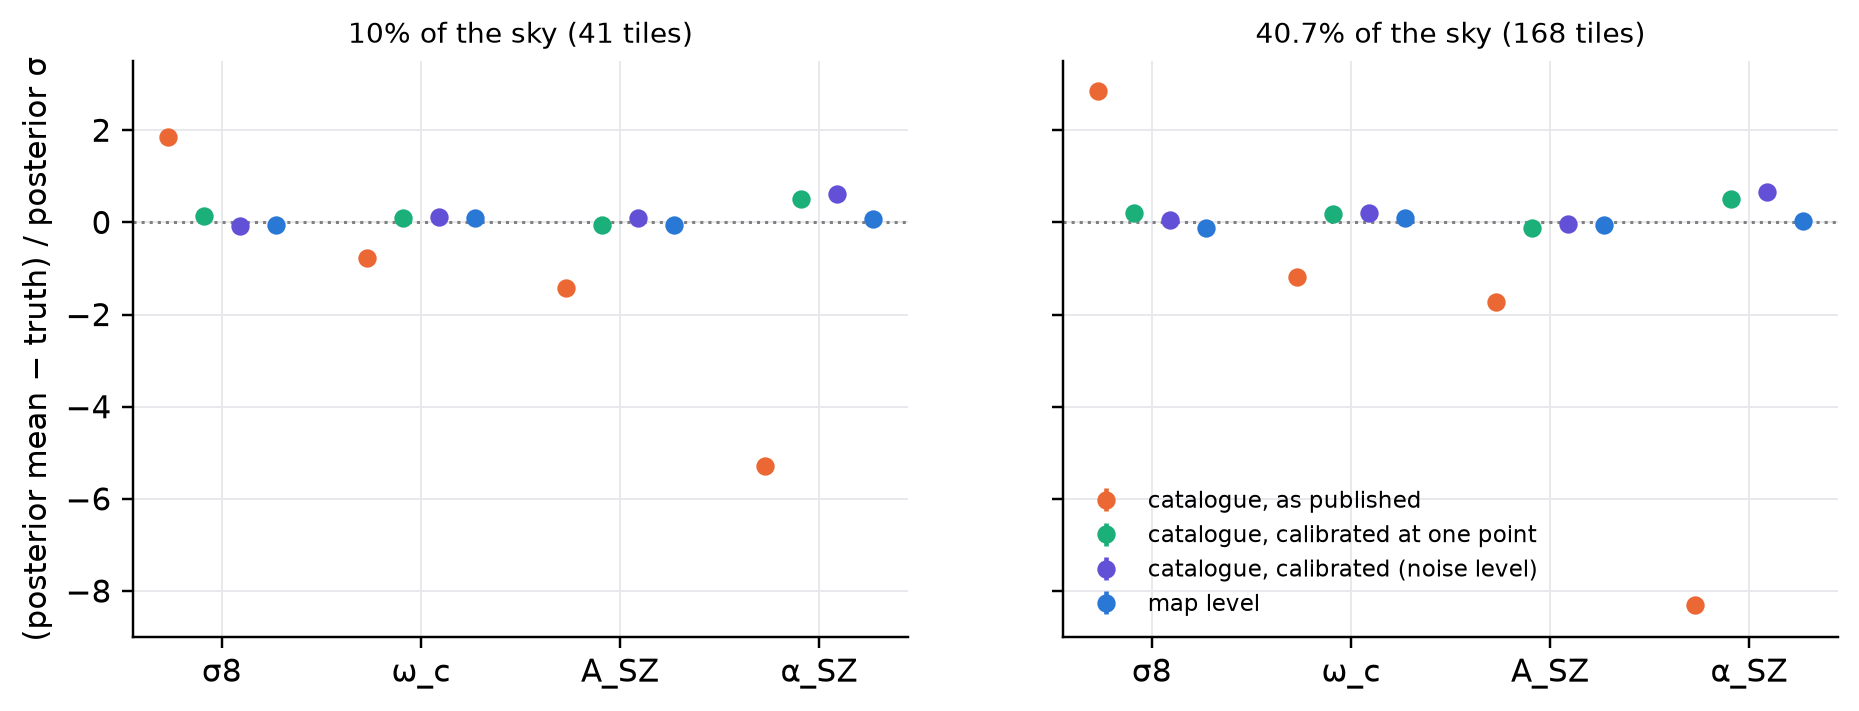 10% of the sky (41 tiles)
40.7% of the sky (168 tiles)
(posterior mean − truth) / posterior σ
2
0
−2
−4
−6
−8
catalogue, as published
catalogue, calibrated at one point
catalogue, calibrated (noise level)
map level
σ8
ω_c
A_SZ
α_SZ
σ8
ω_c
A_SZ
α_SZ